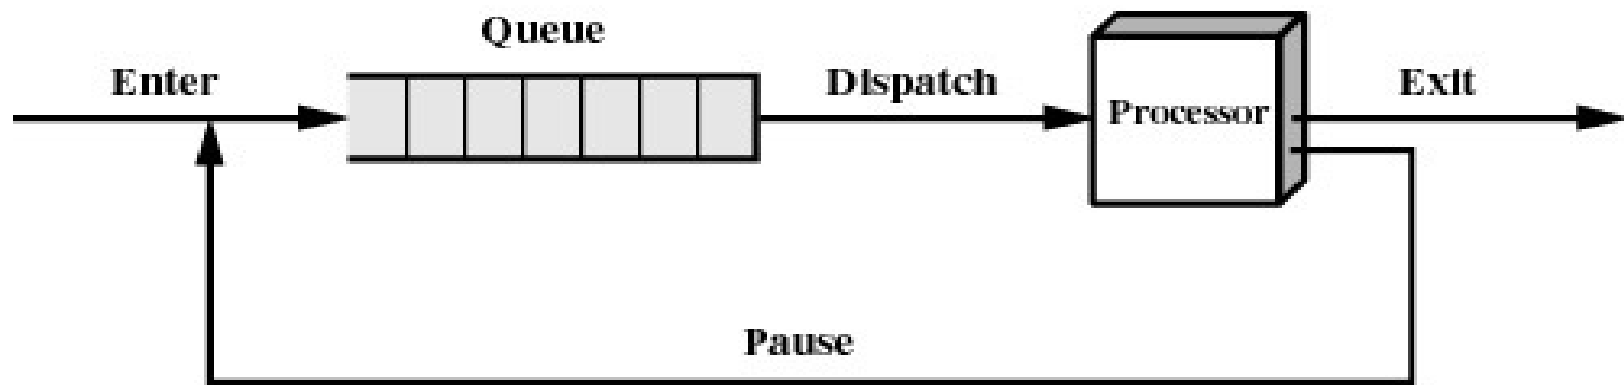 Queue
Enter
Dispatch
Processor
Exit
Pause